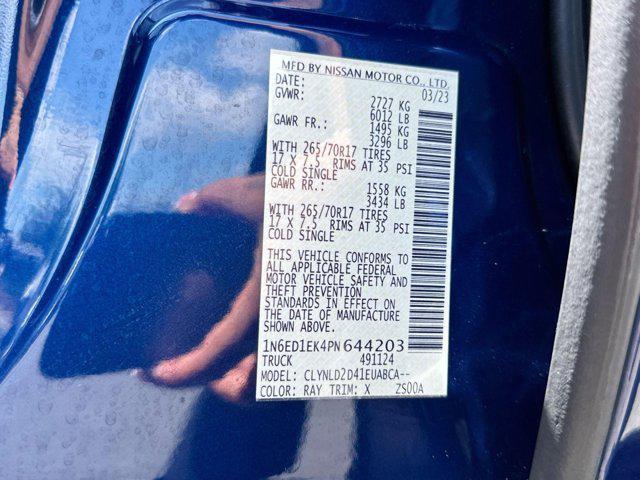 MFD BY NISSAN MOTOR CO., LTD.
DATE: 03/23
GVWR: 2727 KG
6012 LB
GAWR FR.: 1495 KG
3296 LB
WITH 265/70R17 TIRES
17 X 7.5 RIMS AT 35 PSI
COLD SINGLE
GAWR RR.: 1558 KG
3434 LB
WITH 265/70R17 TIRES
17 X 7.5 RIMS AT 35 PSI
COLD SINGLE
THIS VEHICLE CONFORMS TO
ALL APPLICABLE FEDERAL
MOTOR VEHICLE SAFETY AND
THEFT PREVENTION
STANDARDS IN EFFECT ON
THE DATE OF MANUFACTURE
SHOWN ABOVE.
1N6ED1EK4PN644203
TRUCK 491124
MODEL: CLYNLD2D41EUABCA--
COLOR: RAY TRIM: X ZS00A